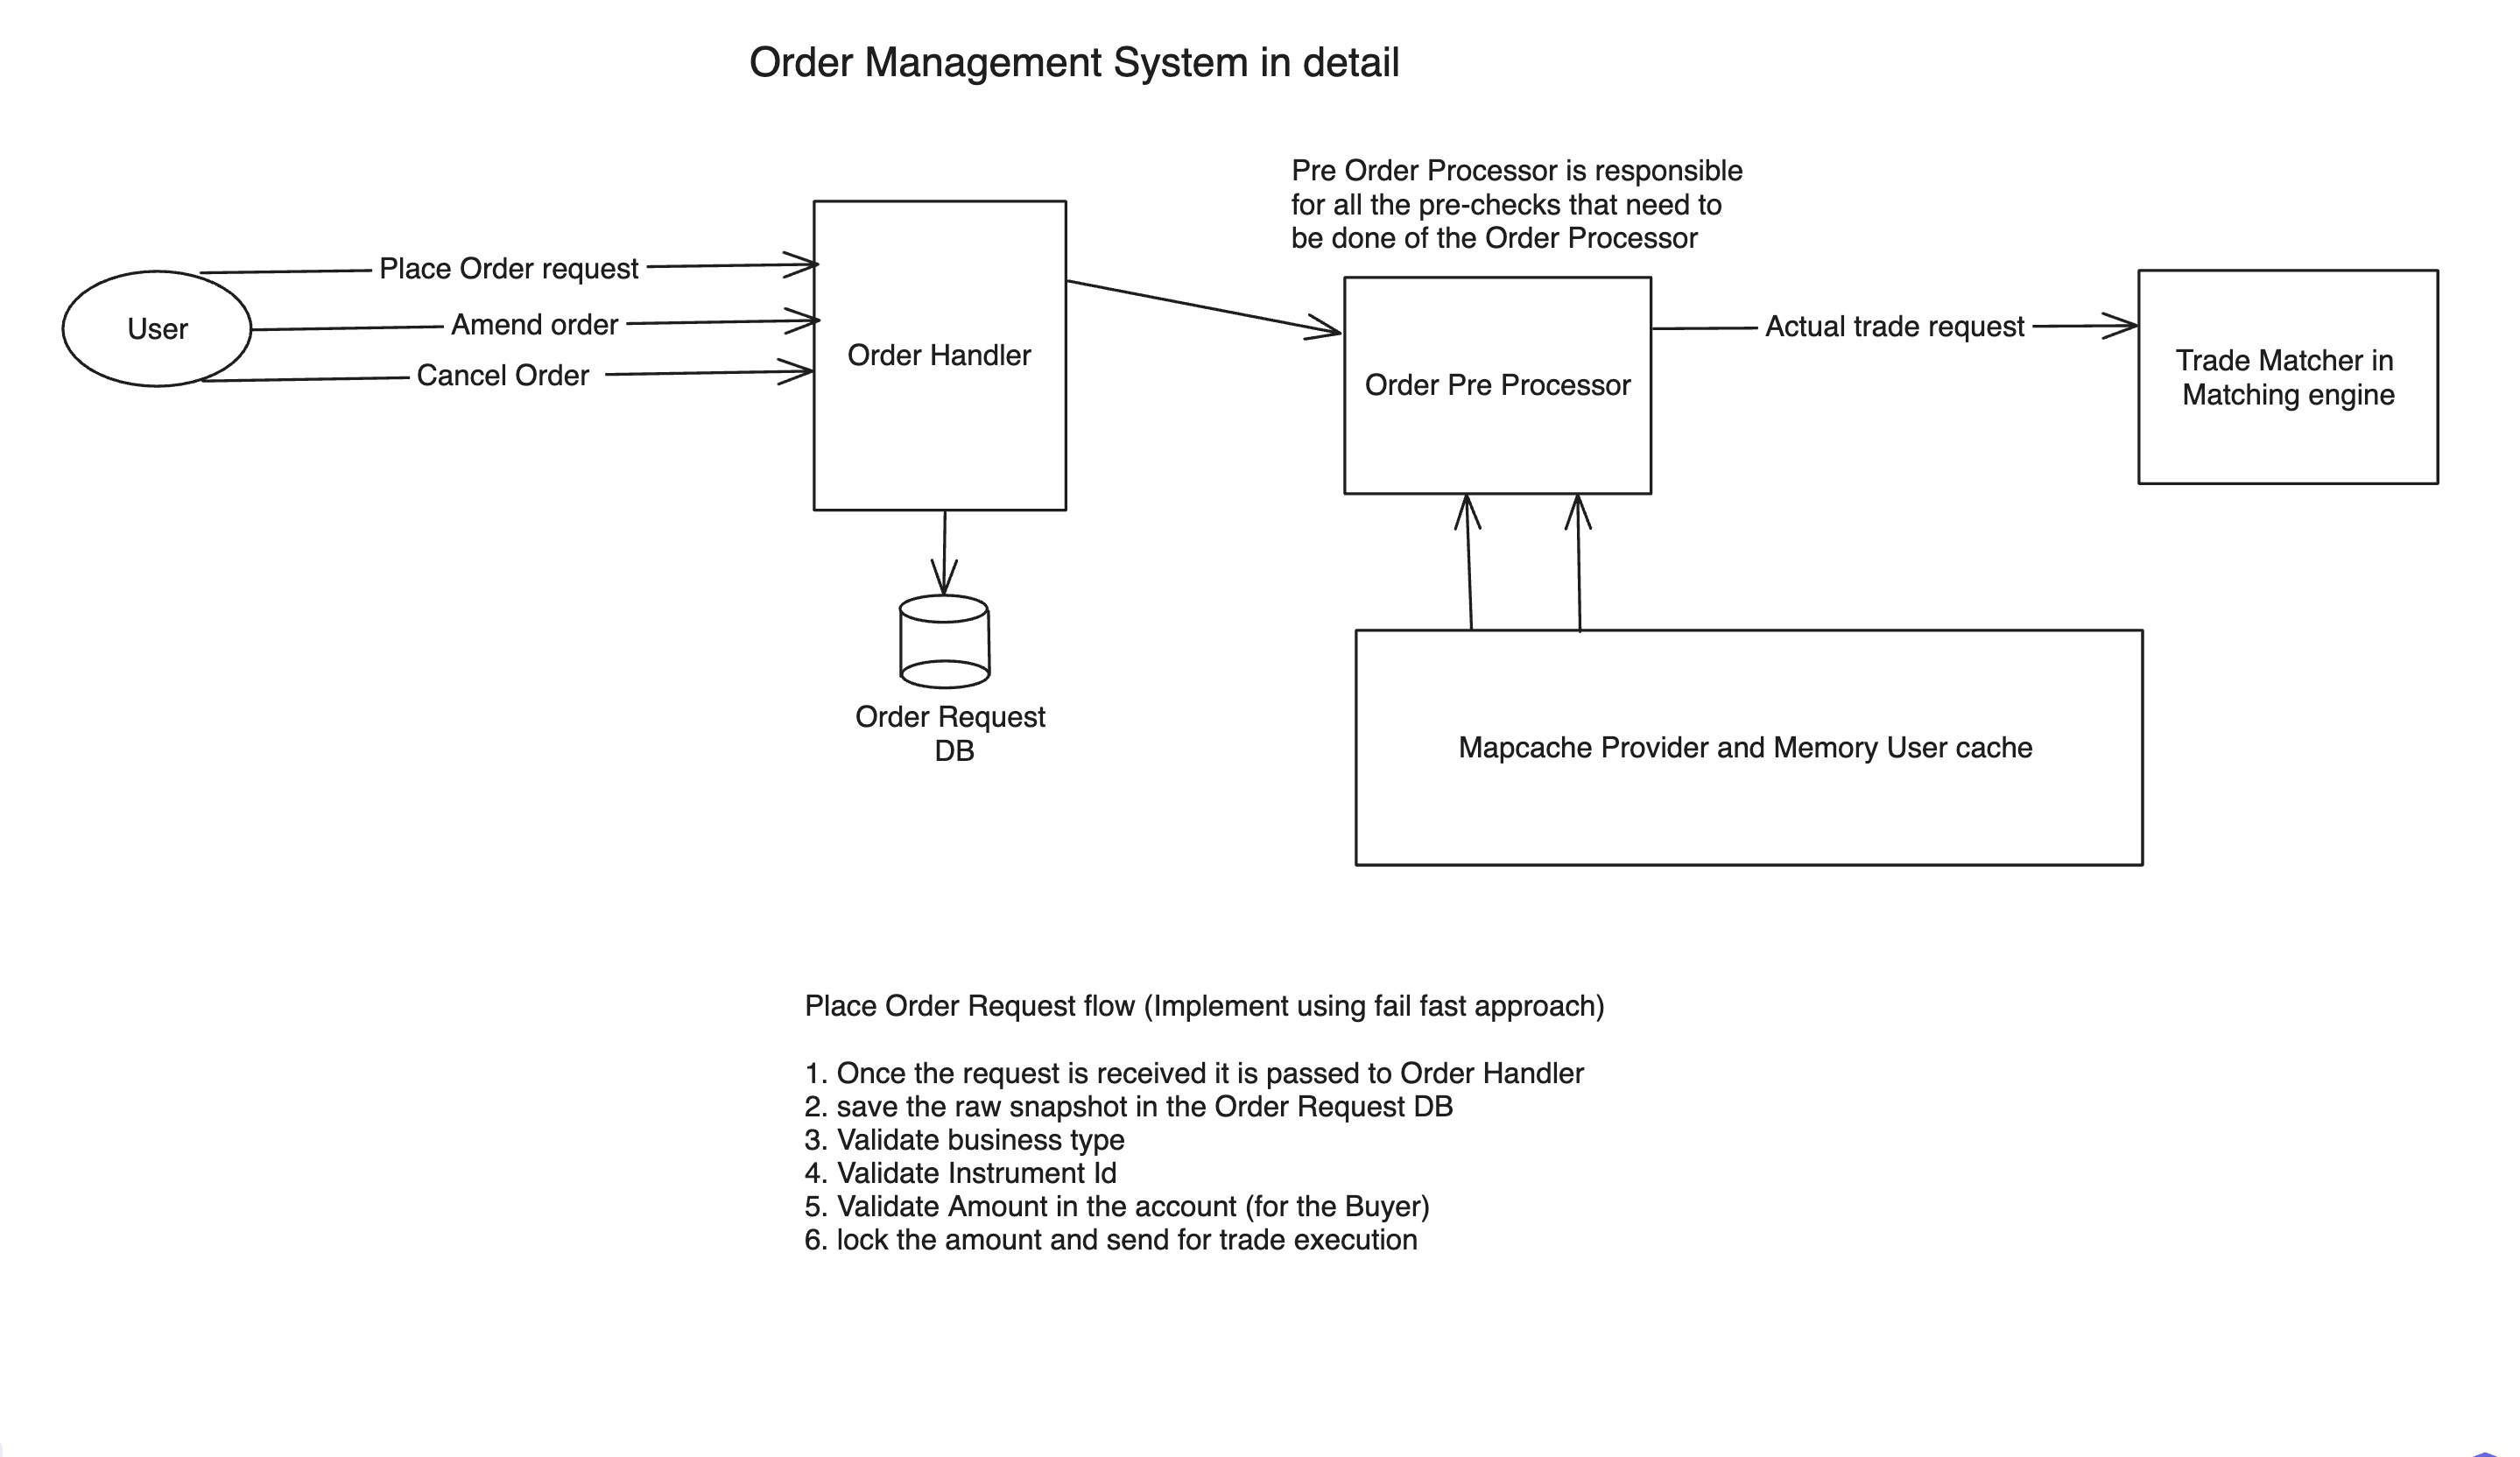 Order Management System in detail
Pre Order Processor is responsible
for all the pre-checks that need to
be done of the Order Processor
Place Order request
User
Amend order
Cancel Order
Order Handler
Order Pre Processor
Actual trade request
Trade Matcher in
Matching engine
Order Request
DB
Mapcache Provider and Memory User cache
Place Order Request flow (Implement using fail fast approach)
1. Once the request is received it is passed to Order Handler
2. save the raw snapshot in the Order Request DB
3. Validate business type
4. Validate Instrument Id
5. Validate Amount in the account (for the Buyer)
6. lock the amount and send for trade execution